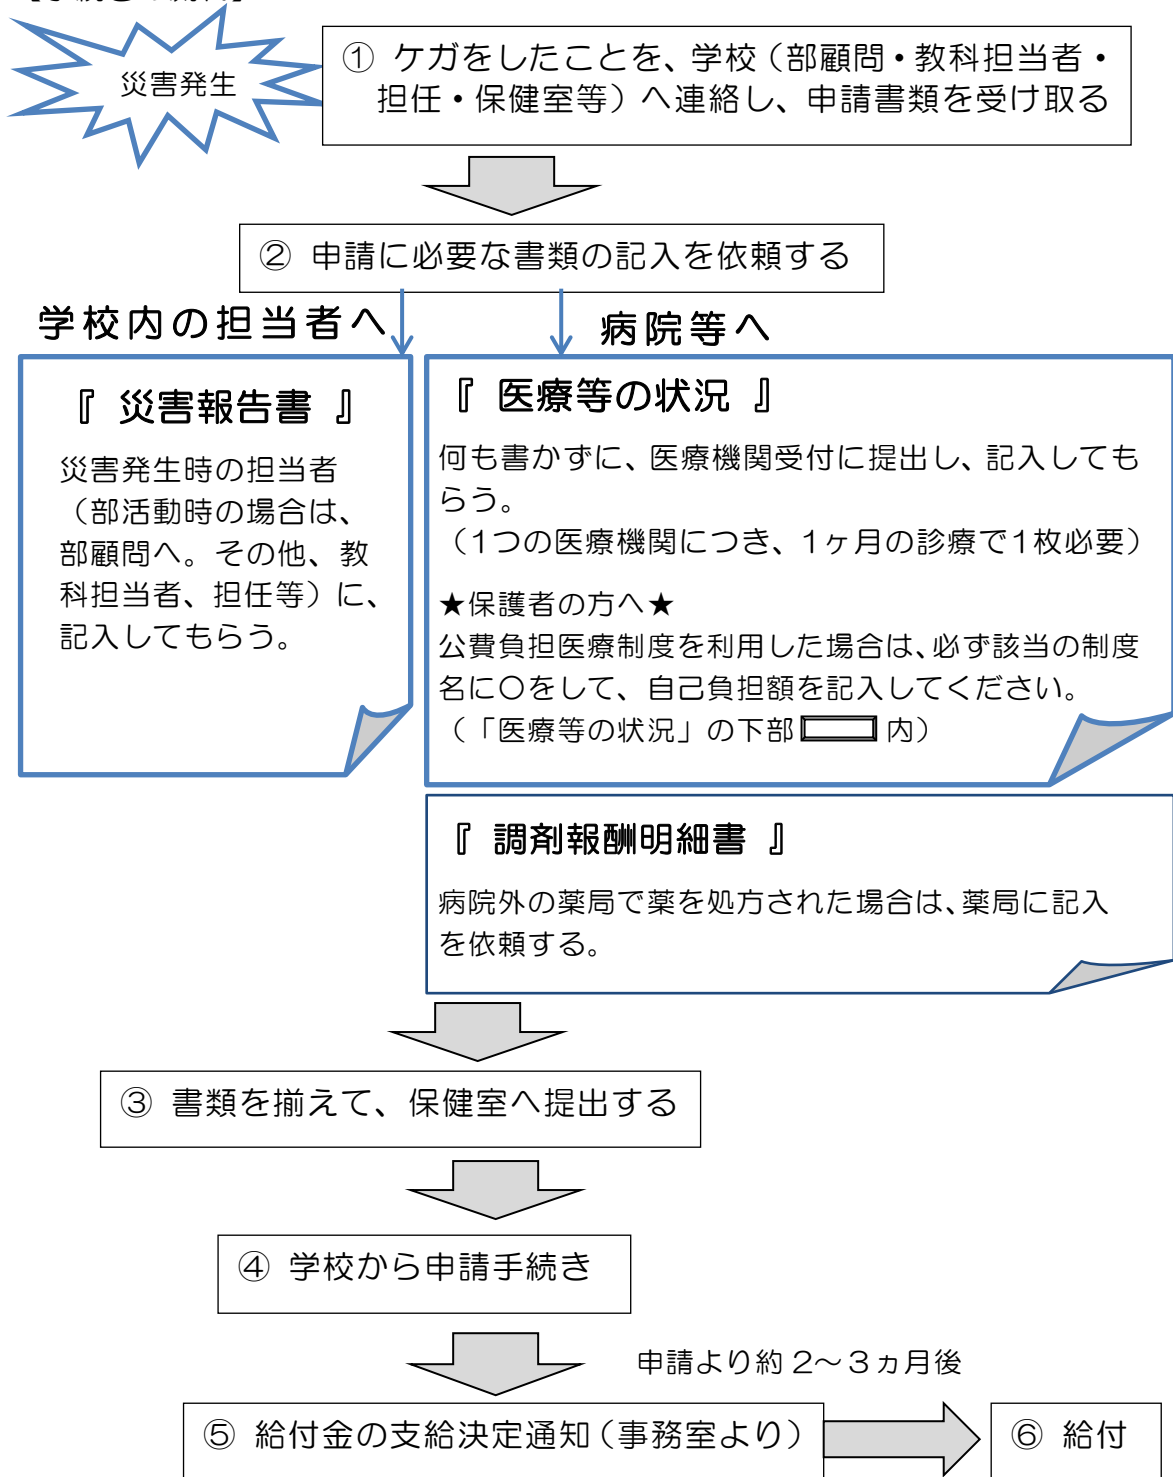 災害発生
① ケガをしたことを、学校（部顧問・教科担当者・
担任・保健室等）へ連絡し、申請書類を受け取る
② 申請に必要な書類の記入を依頼する
学校内の担当者へ
病院等へ
『 災害報告書 』
災害発生時の担当者
（部活動時の場合は、
部顧問へ。その他、教
科担当者、担任等）に、
記入してもらう。
『 医療等の状況 』
何も書かずに、医療機関受付に提出し、記入しても
らう。
（1つの医療機関につき、1ヶ月の診療で1枚必要）
★保護者の方へ★
公費負担医療制度を利用した場合は、必ず該当の制度
名に〇をして、自己負担額を記入してください。
（「医療等の状況」の下部 内）
『 調剤報酬明細書 』
病院外の薬局で薬を処方された場合は、薬局に記入
を依頼する。
③ 書類を揃えて、保健室へ提出する
④ 学校から申請手続き
申請より約 2～３ヵ月後
⑤ 給付金の支給決定通知（事務室より）
⑥ 給付